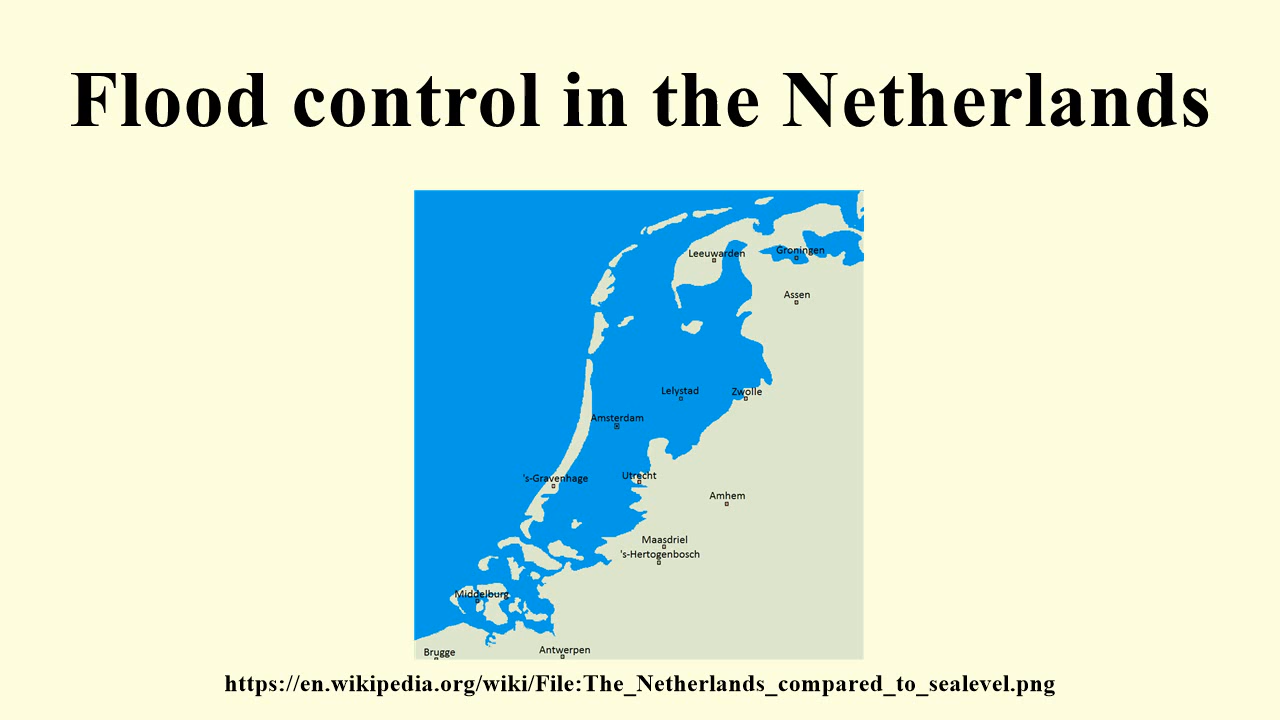 Flood control in the Netherlands
Leeuwarden
Groningen
Assen
Lelystad
Zwolle
Amsterdam
's-Gravenhage
Utrecht
Amhem
Maasdriel
's-Hertogenbosch
Middelburg
Brugge
Antwerpen
https://en.wikipedia.org/wiki/File:The_Netherlands_compared_to_sealevel.png